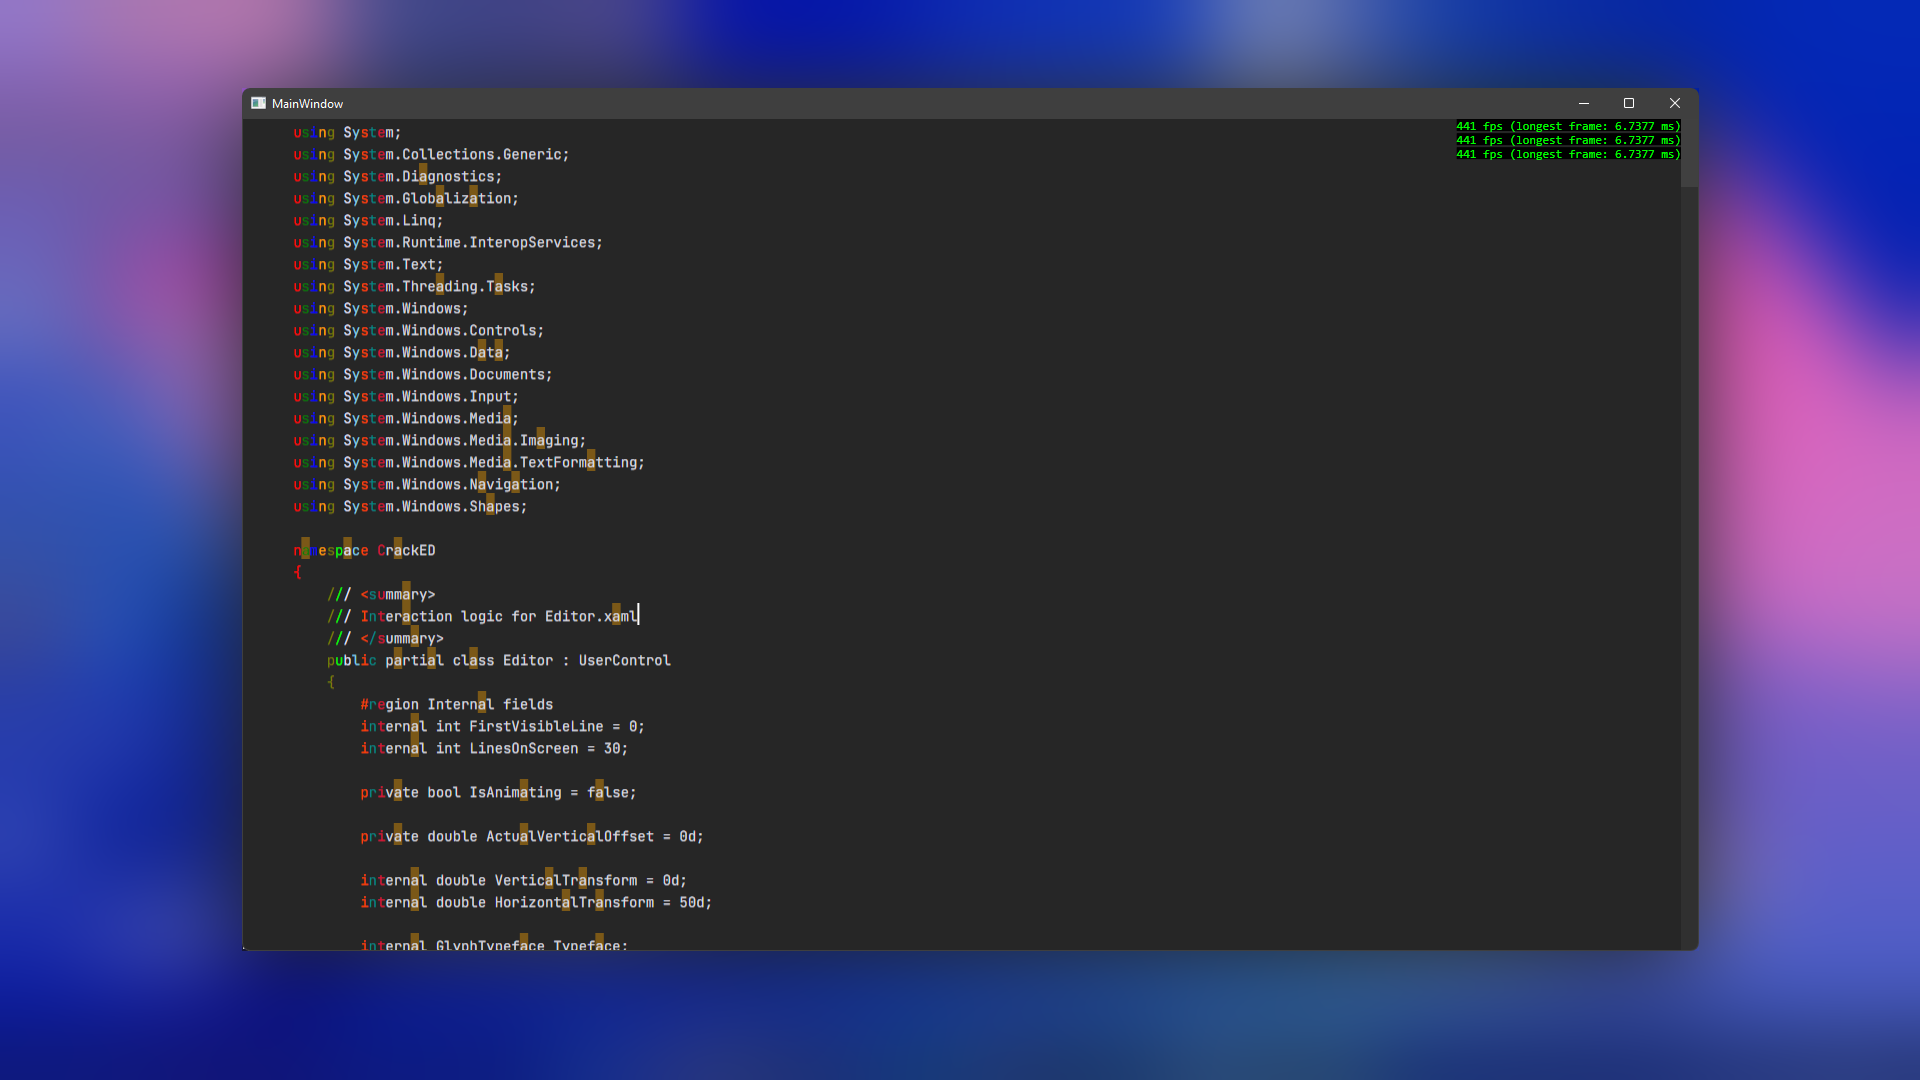 MainWindow
441 fps (longest frame: 6.7377 ms)
441 fps (longest frame: 6.7377 ms)
441 fps (longest frame: 6.7377 ms)
using System;
using System.Collections.Generic;
using System.Diagnostics;
using System.Globalization;
using System.Linq;
using System.Runtime.InteropServices;
using System.Text;
using System.Threading.Tasks;
using System.Windows;
using System.Windows.Controls;
using System.Windows.Data;
using System.Windows.Documents;
using System.Windows.Input;
using System.Windows.Media;
using System.Windows.Media.Imaging;
using System.Windows.Media.TextFormatting;
using System.Windows.Navigation;
using System.Windows.Shapes;
namespace CrackED
{
/// <summary>
/// Interaction logic for Editor.xaml
/// </summary>
public partial class Editor : UserControl
{
#region Internal fields
internal int FirstVisibleLine = 0;
internal int LinesOnScreen = 30;
private bool IsAnimating = false;
private double ActualVerticalOffset = 0d;
internal double VerticalTransform = 0d;
internal double HorizontalTransform = 50d;
internal GlyphTypeface Typeface;